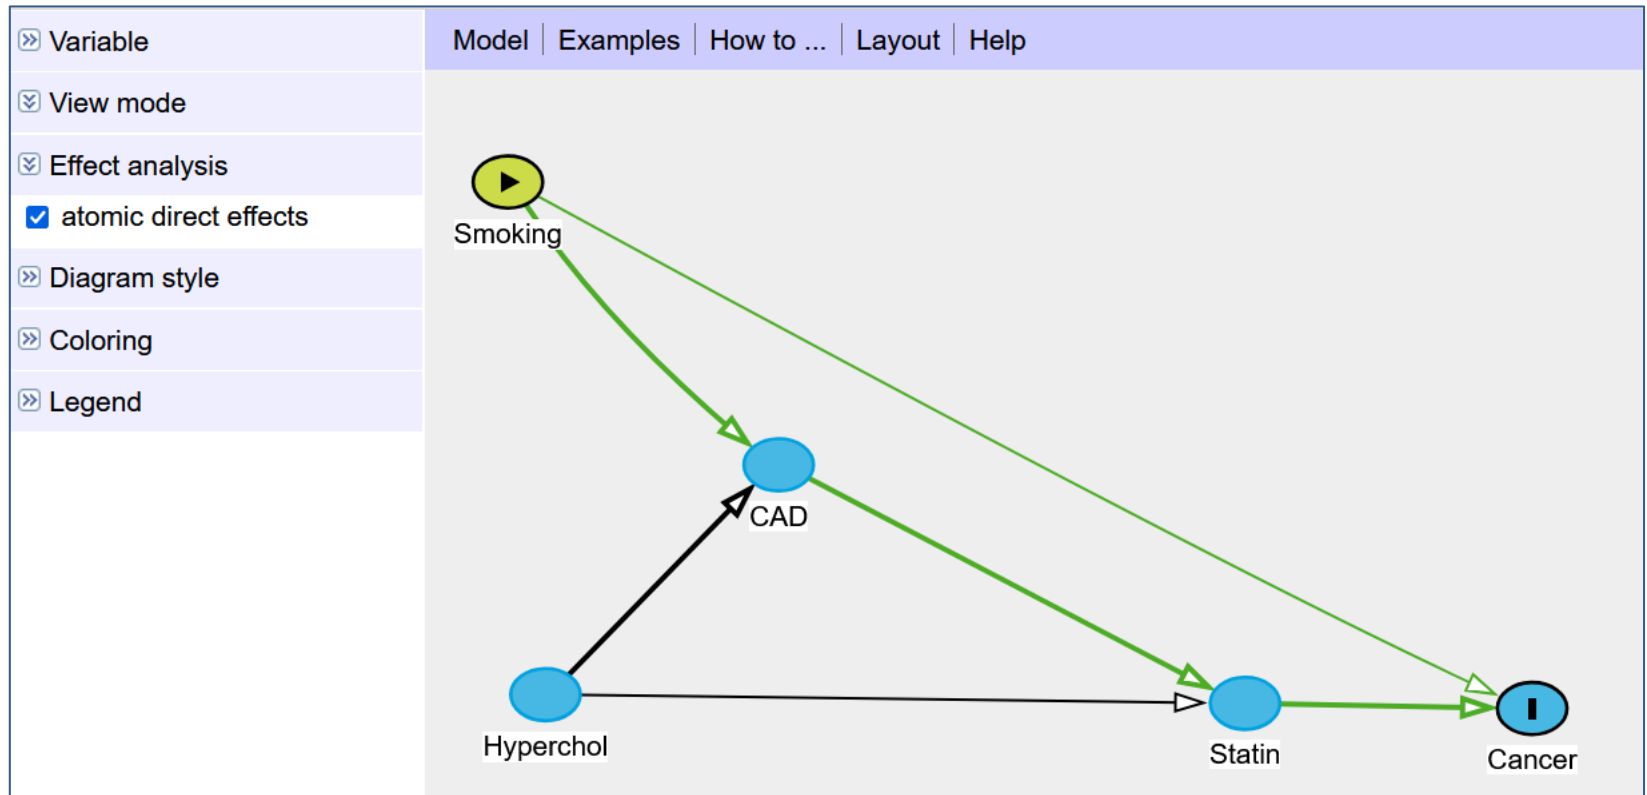 Variable
View mode
Effect analysis
atomic direct effects
Diagram style
Coloring
Legend
Model Examples How to ... Layout Help
Smoking
CAD
Hyperchol
Statin
Cancer